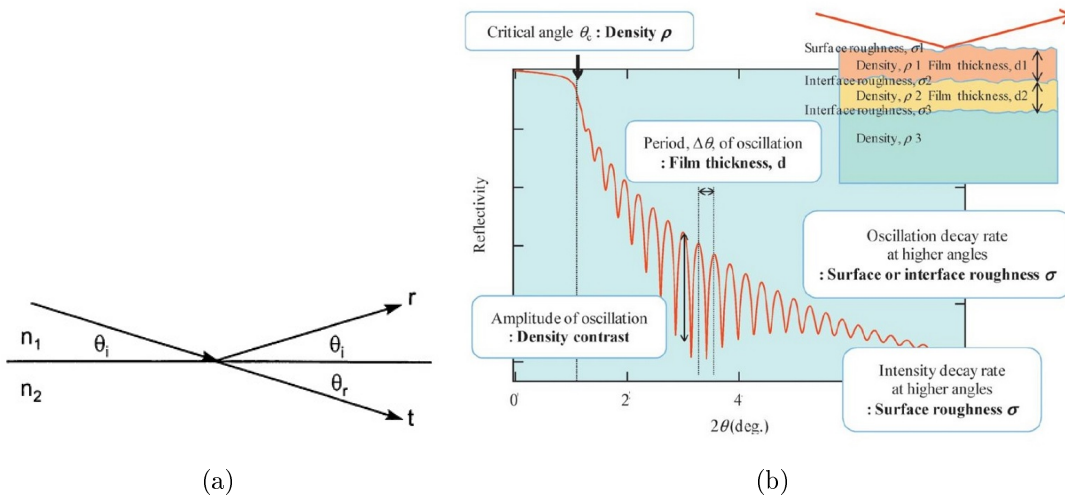 n1
n2
θi
θi
θr
r
t
(a)
Critical angle θc : Density ρ
Surface roughness, σ1
Density, ρ 1 Film thickness, d1
Interface roughness, σ2
Density, ρ 2 Film thickness, d2
Interface roughness, σ3
Density, ρ 3
Period, Δθ, of oscillation
: Film thickness, d
Reflectivity
Oscillation decay rate
at higher angles
: Surface or interface roughness σ
Amplitude of oscillation
: Density contrast
Intensity decay rate
at higher angles
: Surface roughness σ
0
2
4
2θ(deg.)
(b)